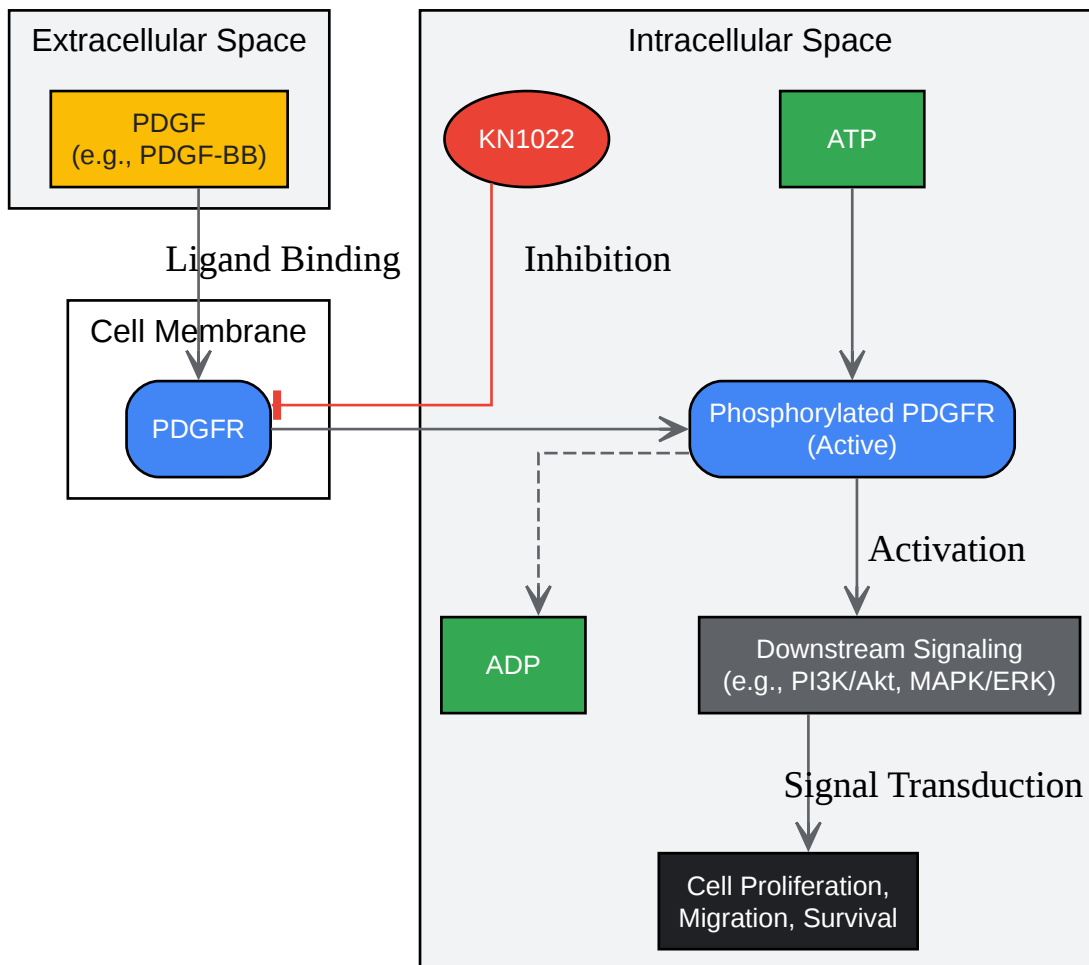 Extracellular Space
Intracellular Space
PDGF
(e.g., PDGF-BB)
KN1022
ATP
Ligand Binding
Inhibition
Cell Membrane
PDGFR
Phosphorylated PDGFR
(Active)
Activation
ADP
Downstream Signaling
(e.g., PI3K/Akt, MAPK/ERK)
Signal Transduction
Cell Proliferation,
Migration, Survival